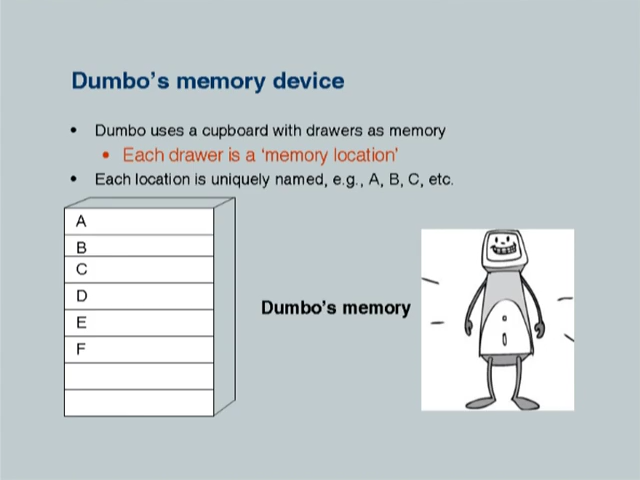 Dumbo's memory device
• Dumbo uses a cupboard with drawers as memory
• Each drawer is a 'memory location'
• Each location is uniquely named, e.g., A, B, C, etc.
A
B
C
D
E
F
Dumbo's memory